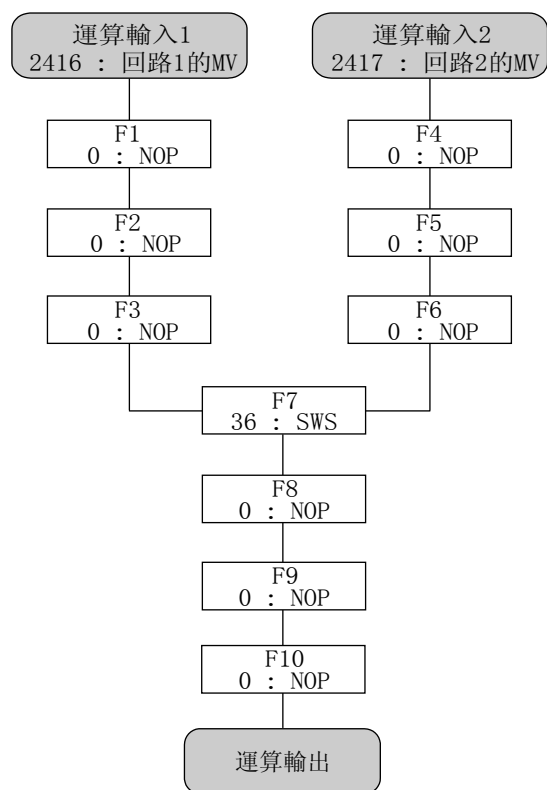 運算輸入1
2416 : 回路1的MV
運算輸入2
2417 : 回路2的MV
F1
0 : NOP
F4
0 : NOP
F2
0 : NOP
F5
0 : NOP
F3
0 : NOP
F6
0 : NOP
F7
36 : SWS
F8
0 : NOP
F9
0 : NOP
F10
0 : NOP
運算輸出